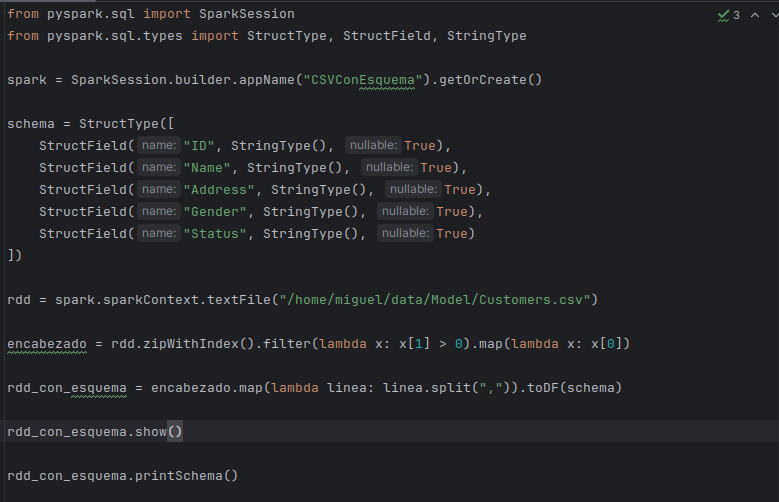 from pyspark.sql import SparkSession
3
from pyspark.sql.types import StructType, StructField, StringType
spark = SparkSession.builder.appName("CSVConEsquema").getOrCreate()
schema = StructType([
StructField( name: "ID", StringType(), nullable: True),
StructField( name: "Name", StringType(), nullable: True),
StructField( name: "Address", StringType(), nullable: True),
StructField( name: "Gender", StringType(), nullable: True),
StructField( name: "Status", StringType(), nullable: True)
])
rdd = spark.sparkContext.textFile("/home/miguel/data/Model/Customers.csv")
encabezado = rdd.zipWithIndex().filter(lambda x: x[1] > 0).map(lambda x: x[0])
rdd_con_esquema = encabezado.map(lambda linea: linea.split(",")).toDF(schema)
rdd_con_esquema.show()
rdd_con_esquema.printSchema()